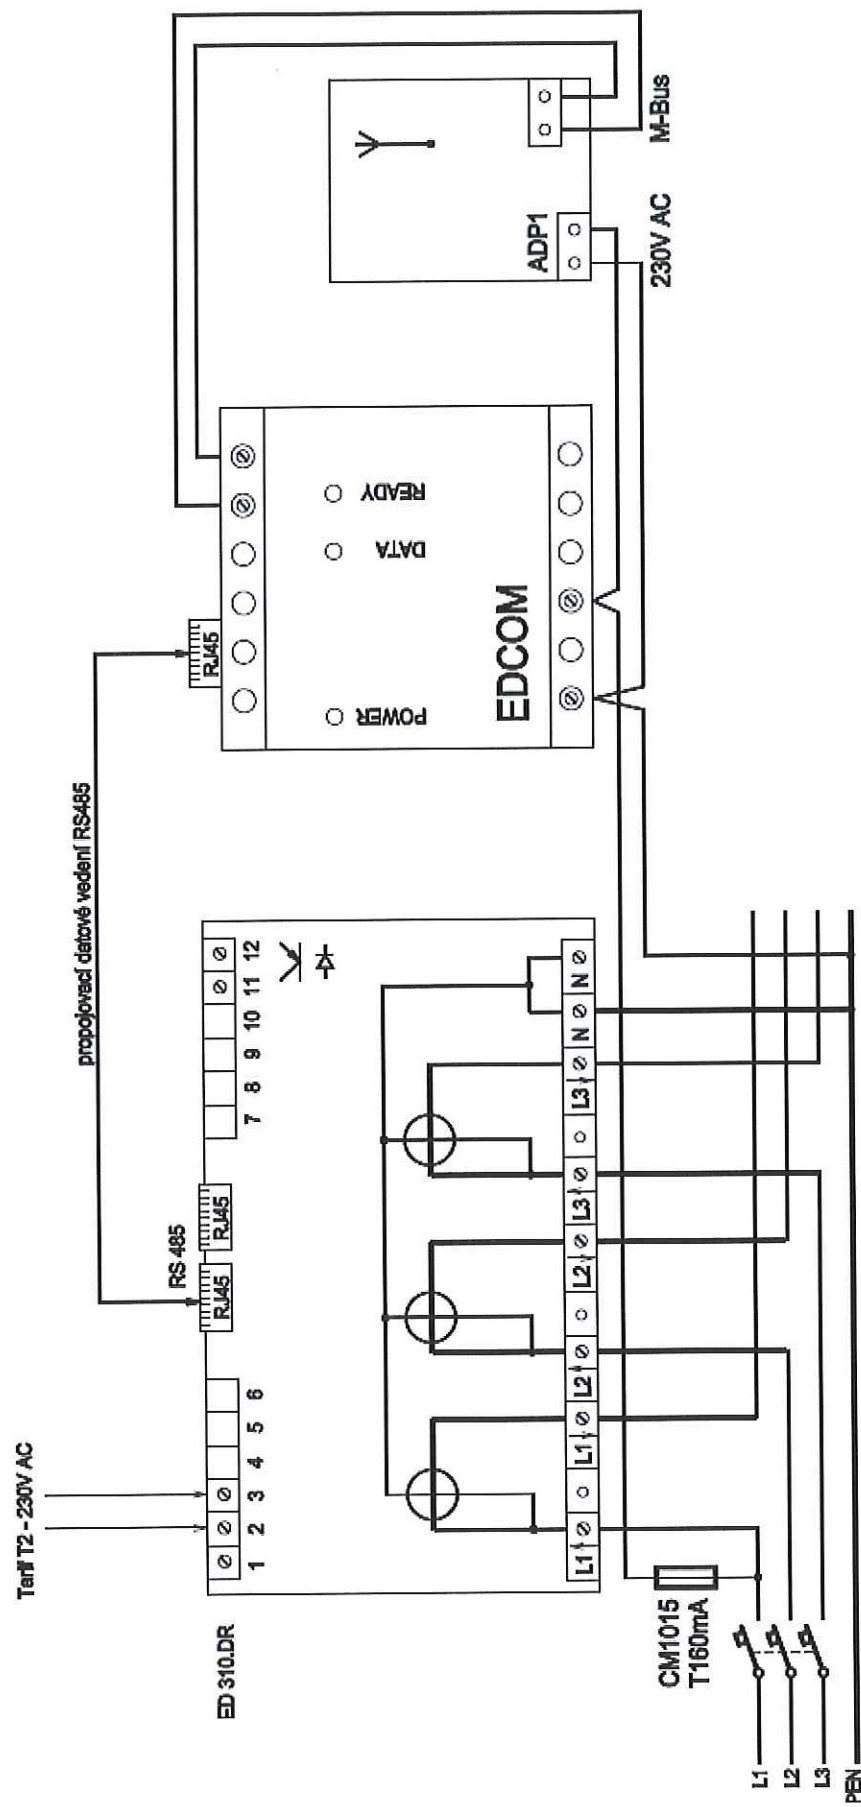 Tarif T2 - 230V AC
propojovací datové vedení RS485
RS 485
RJ45
RJ45
RJ45
1 2 3 4 5 6
7 8 9 10 11 12
ED 310.DR
L1 L1 L2 L2 L3 L3 N N
POWER
DATA
READY
EDCOM
ADP1
230V AC
M-Bus
CM1015
T160mA
L1
L2
L3
PEN